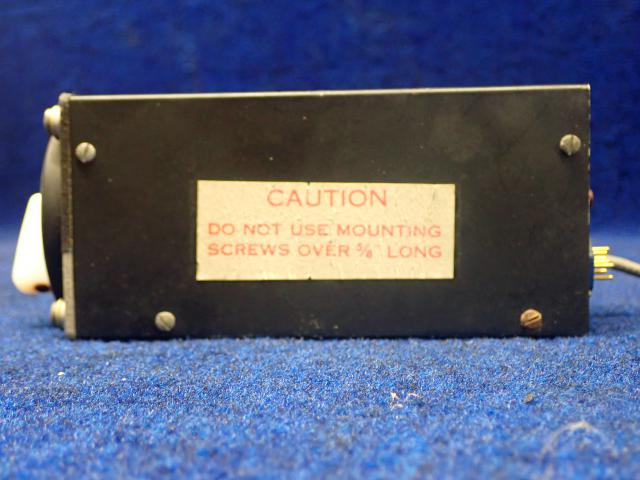 CAUTION
DO NOT USE MOUNTING
SCREWS OVER 5/8" LONG